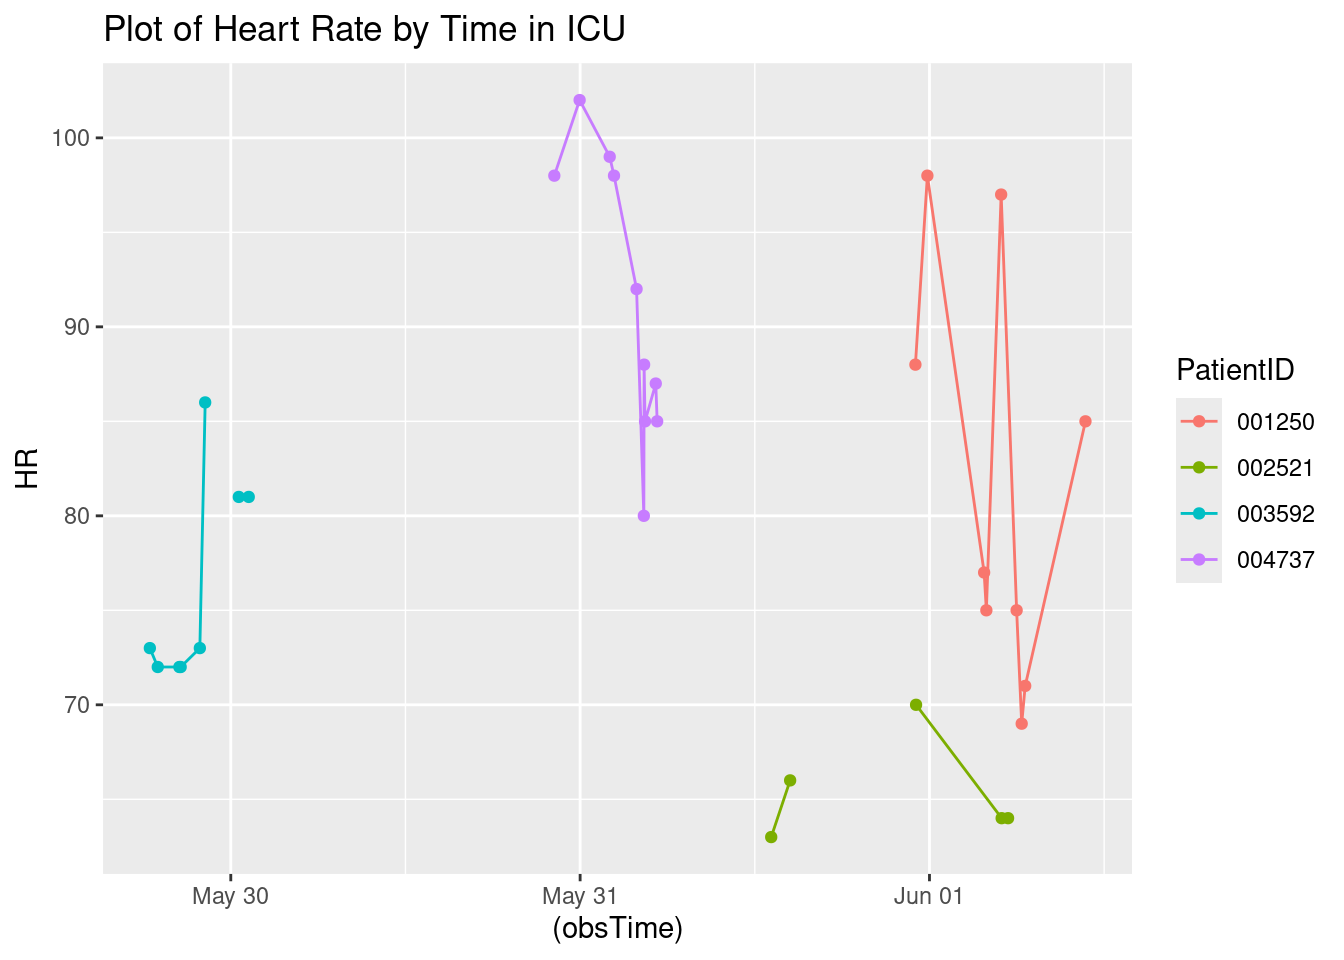 Plot of Heart Rate by Time in ICU
100
90
80
70
HR
May 30
May 31
Jun 01
(obsTime)
PatientID
001250
002521
003592
004737